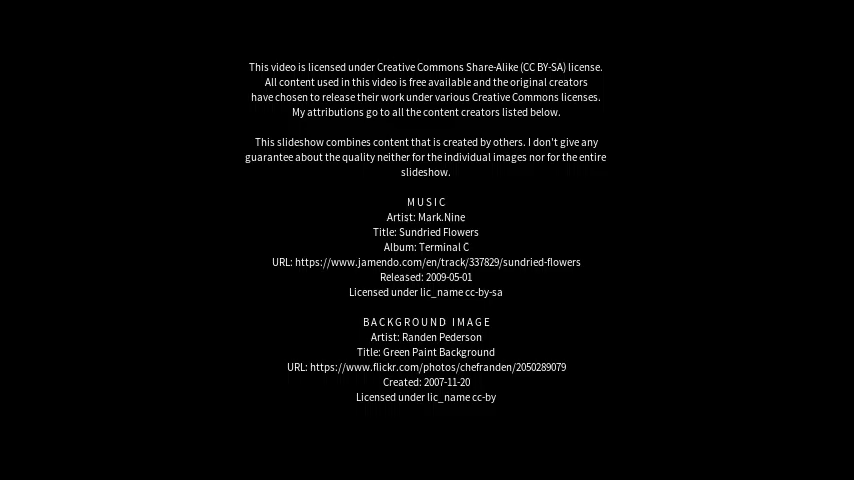 This video is licensed under Creative Commons Share-Alike (CC BY-SA) license.
All content used in this video is free available and the original creators
have chosen to release their work under various Creative Commons licenses.
My attributions go to all the content creators listed below.
This slideshow combines content that is created by others. I don't give any
guarantee about the quality neither for the individual images nor for the entire
slideshow.
M U S I C
Artist: Mark.Nine
Title: Sundried Flowers
Album: Terminal C
URL: https://www.jamendo.com/en/track/337829/sundried-flowers
Released: 2009-05-01
Licensed under lic_name cc-by-sa
B A C K G R O U N D   I M A G E
Artist: Randen Pederson
Title: Green Paint Background
URL: https://www.flickr.com/photos/chefranden/2050289079
Created: 2007-11-20
Licensed under lic_name cc-by